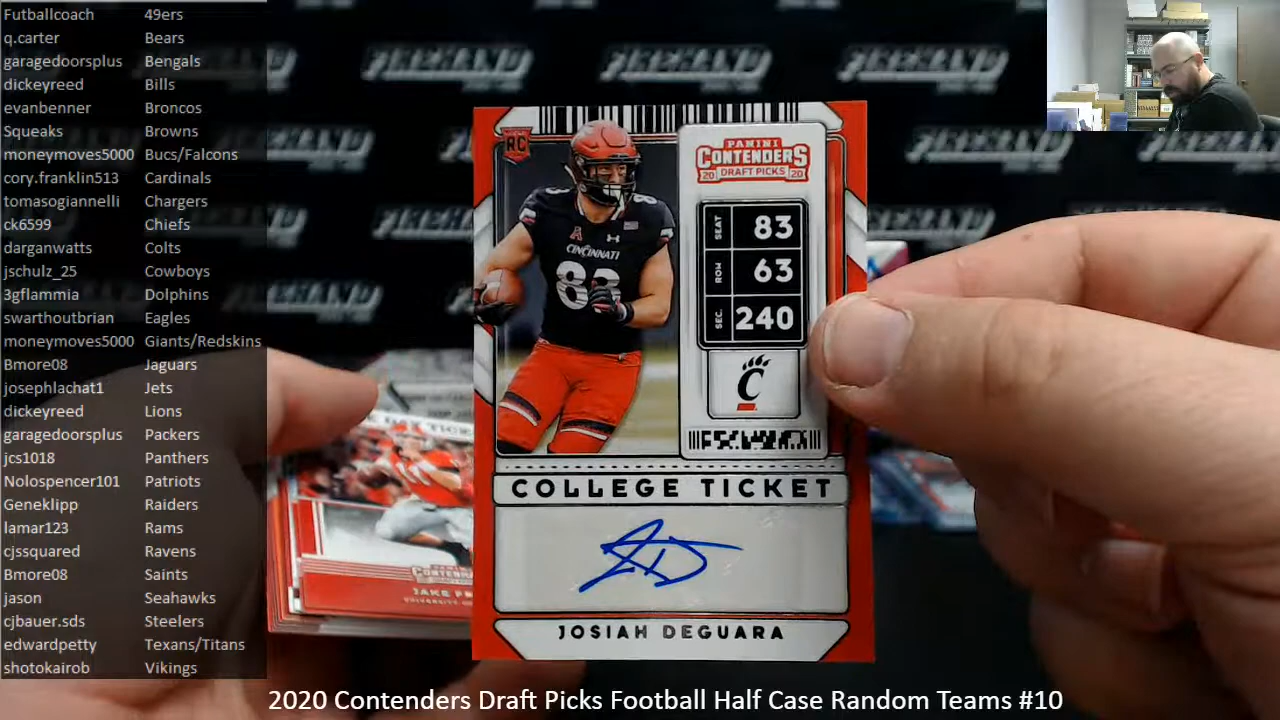 Futballcoach 49ers
q.carter Bears
garagedoorsplus Bengals
dickeyreed Bills
evanbenner Broncos
Squeaks Browns
moneymoves5000 Bucs/Falcons
cory.franklin513 Cardinals
tomasogiannelli Chargers
ck6599 Chiefs
darganwatts Colts
jschulz_25 Cowboys
3gflammia Dolphins
swarthoutbrian Eagles
moneymoves5000 Giants/Redskins
Bmore08 Jaguars
josephlachat1 Jets
dickeyreed Lions
garagedoorsplus Packers
jcs1018 Panthers
Nolospencer101 Patriots
Geneklipp Raiders
lamar123 Rams
cjssquared Ravens
Bmore08 Saints
jason Seahawks
cjbauer.sds Steelers
edwardpetty Texans/Titans
shotokairob Vikings
RC
PANINI
CONTENDERS
20 DRAFT PICKS 20
SEAT 83
ROW 63
SEC. 240
CINCINNATI
83
C
COLLEGE TICKET
JOSIAH DEGUARA
JAKE
2020 Contenders Draft Picks Football Half Case Random Teams #10